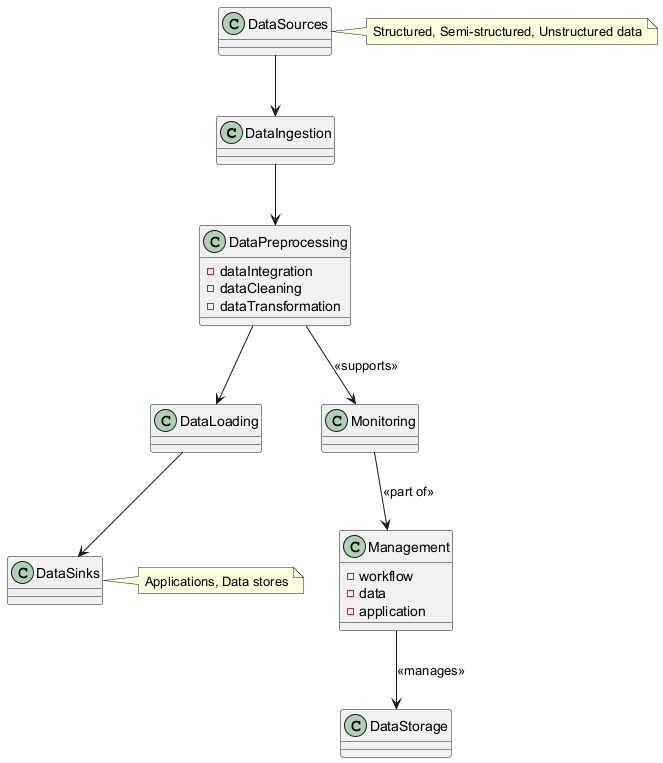 C DataSources
Structured, Semi-structured, Unstructured data
C DataIngestion
C DataPreprocessing
dataIntegration
dataCleaning
dataTransformation
«supports»
C DataLoading
C Monitoring
«part of»
C DataSinks
Applications, Data stores
C Management
workflow
data
application
«manages»
C DataStorage